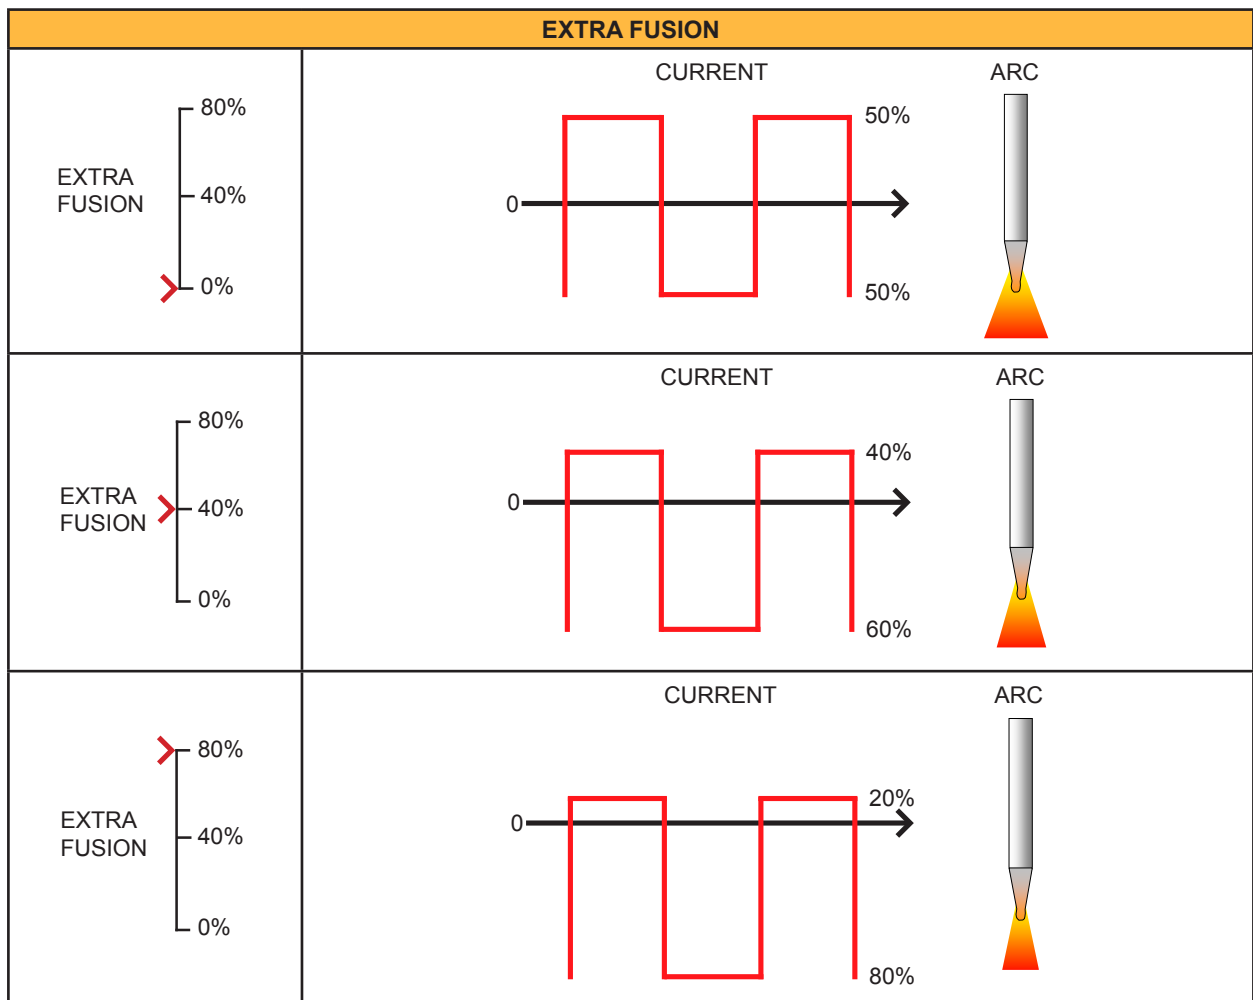 EXTRA FUSION
EXTRA
FUSION
80%
40%
0%
CURRENT
0
50%
50%
ARC
EXTRA
FUSION
80%
40%
0%
CURRENT
0
40%
60%
ARC
EXTRA
FUSION
80%
40%
0%
CURRENT
0
20%
80%
ARC